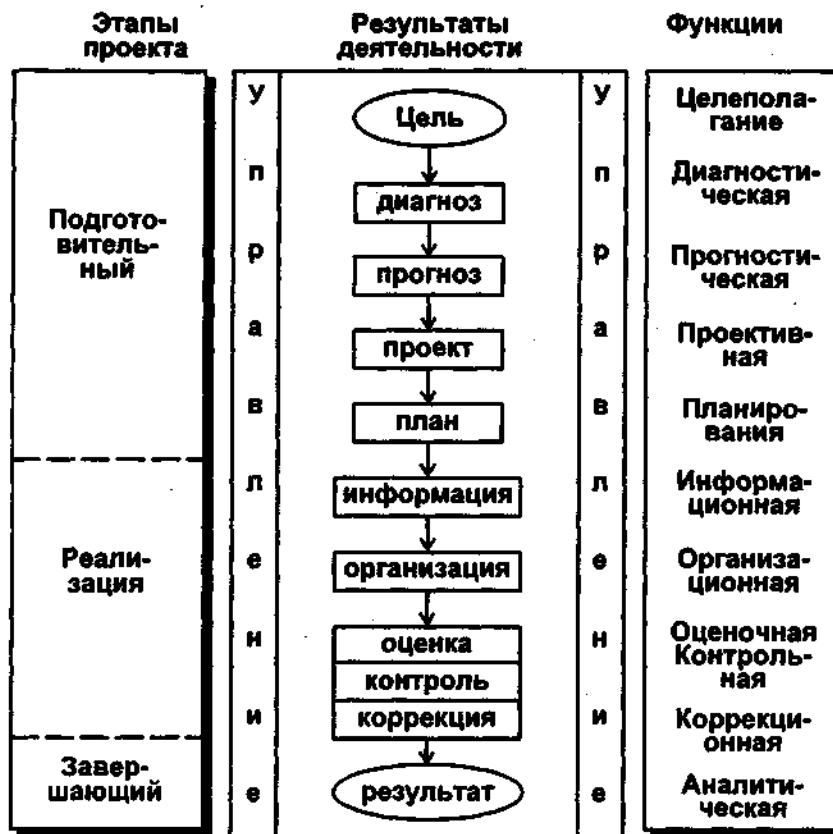 Этапы
проекта
Результаты
деятельности
Функции
Подгото-
витель-
ный
Реали-
зация
Завер-
шающий
У
п
р
а
в
л
е
н
и
е
Цель
диагноз
прогноз
проект
план
информация
организация
оценка
контроль
коррекция
результат
У
п
р
а
в
л
е
н
и
е
Целепола-
гание
Диагности-
ческая
Прогности-
ческая
Проектив-
ная
Планиро-
вания
Информа-
ционная
Организа-
ционная
Оценочная
Контроль-
ная
Коррекци-
онная
Аналити-
ческая